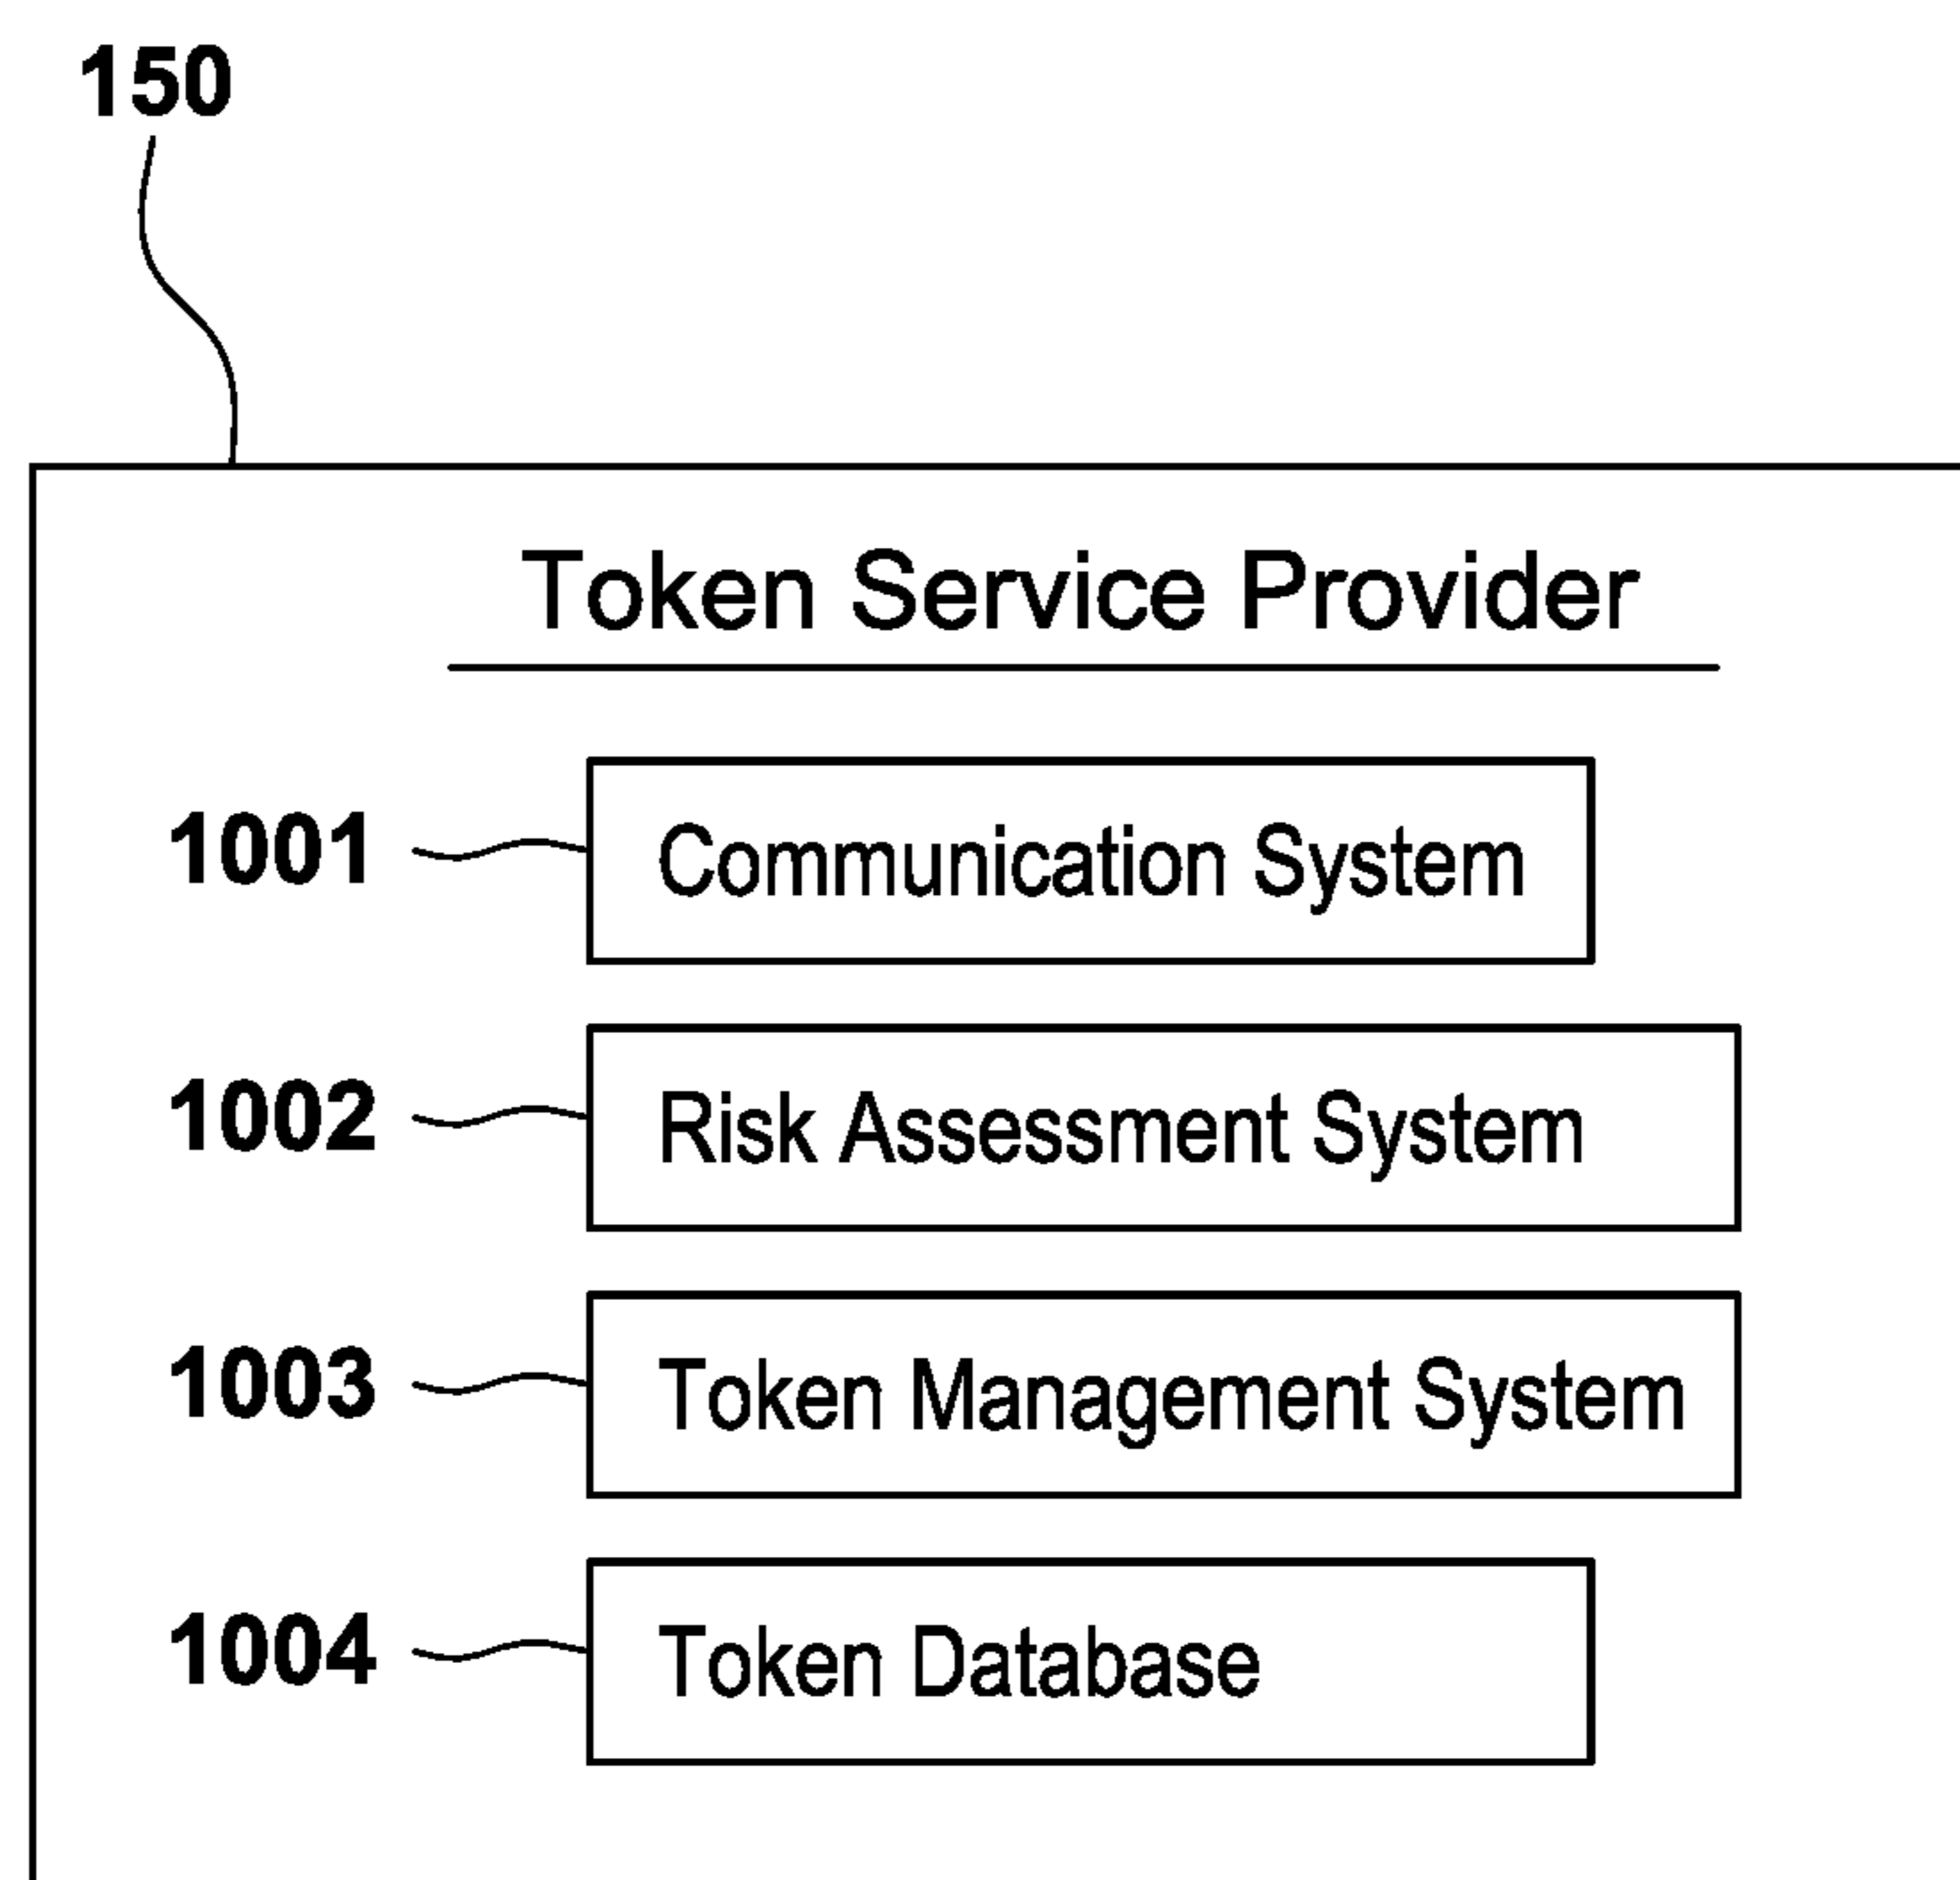 150
Token Service Provider
1001 Communication System
1002 Risk Assessment System
1003 Token Management System
1004 Token Database